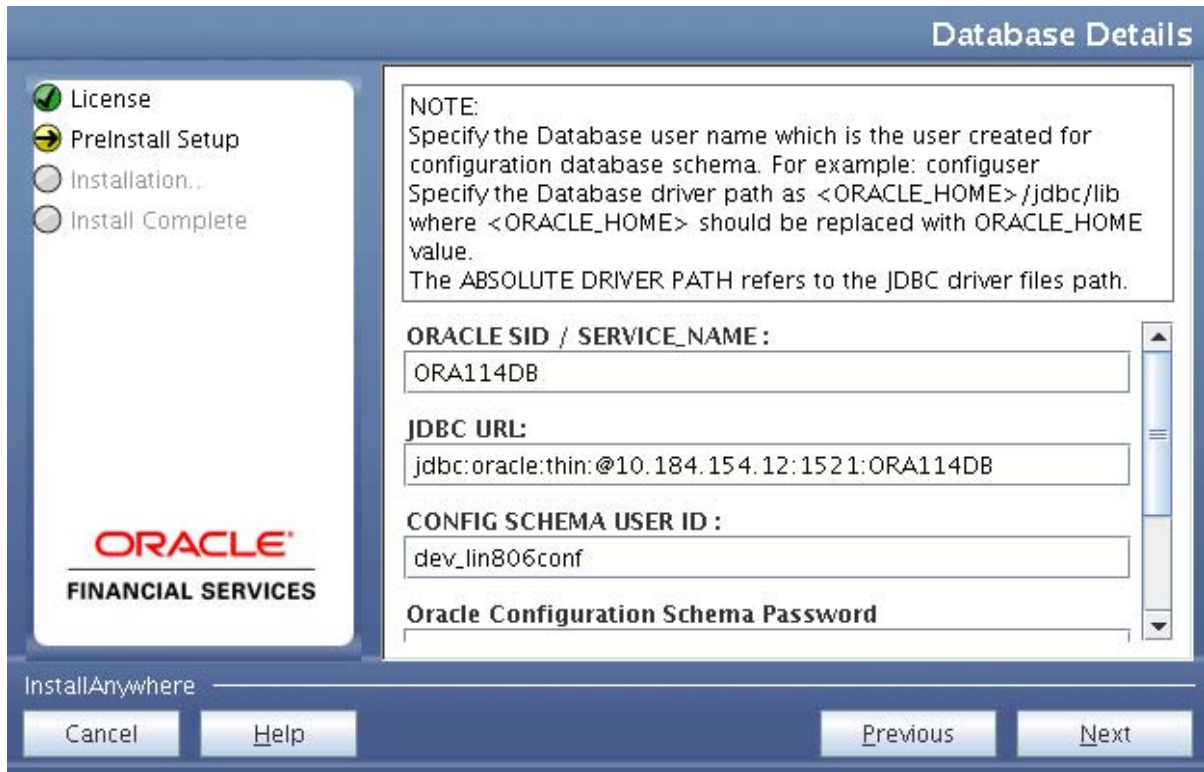 Database Details
License
PreInstall Setup
Installation..
Install Complete
ORACLE®
FINANCIAL SERVICES
NOTE:
Specify the Database user name which is the user created for
configuration database schema. For example: configuser
Specify the Database driver path as <ORACLE_HOME>/jdbc/lib
where <ORACLE_HOME> should be replaced with ORACLE_HOME
value.
The ABSOLUTE DRIVER PATH refers to the JDBC driver files path.
ORACLE SID / SERVICE_NAME :
ORA114DB
JDBC URL:
jdbc:oracle:thin:@10.184.154.12:1521:ORA114DB
CONFIG SCHEMA USER ID :
dev_lin806conf
Oracle Configuration Schema Password
InstallAnywhere
Cancel
Help
Previous
Next